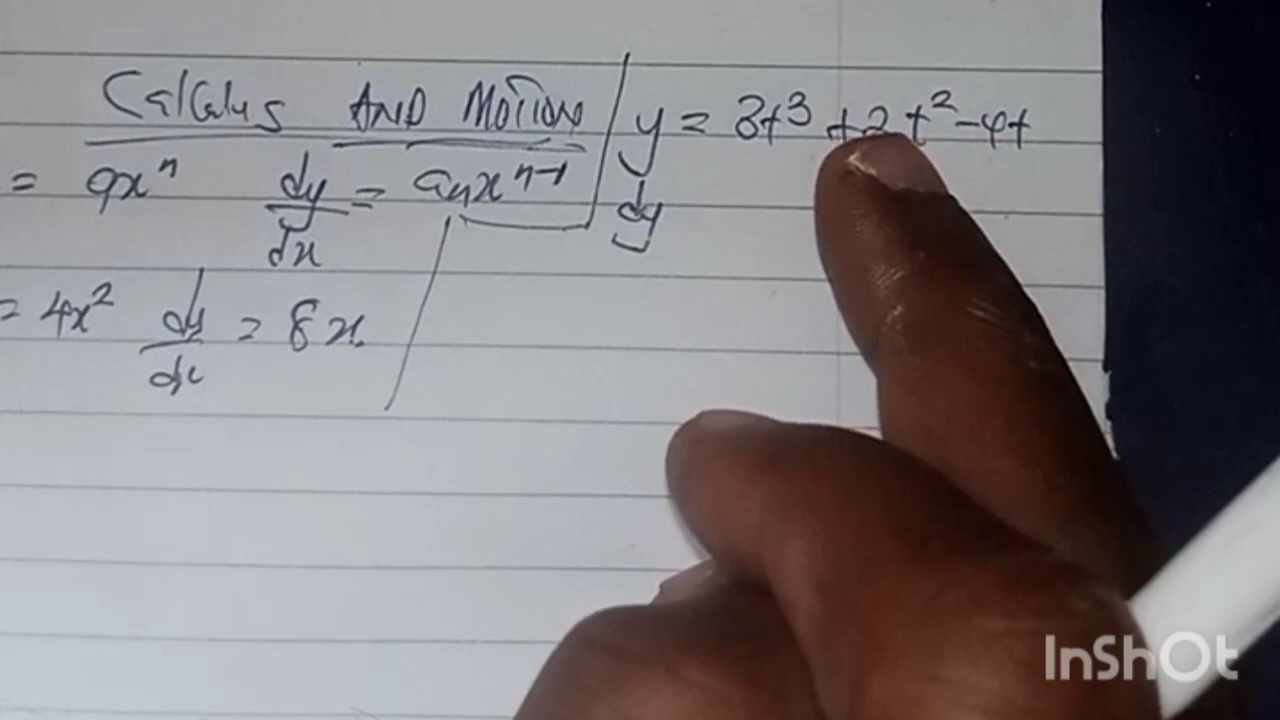 Calculus AND Motion
= ax^n dy/dx = anx^n-1
= 4x^2 dy/dx = 8x
y = 3t^3 + 2t^2 - 4t
dy
InShOt